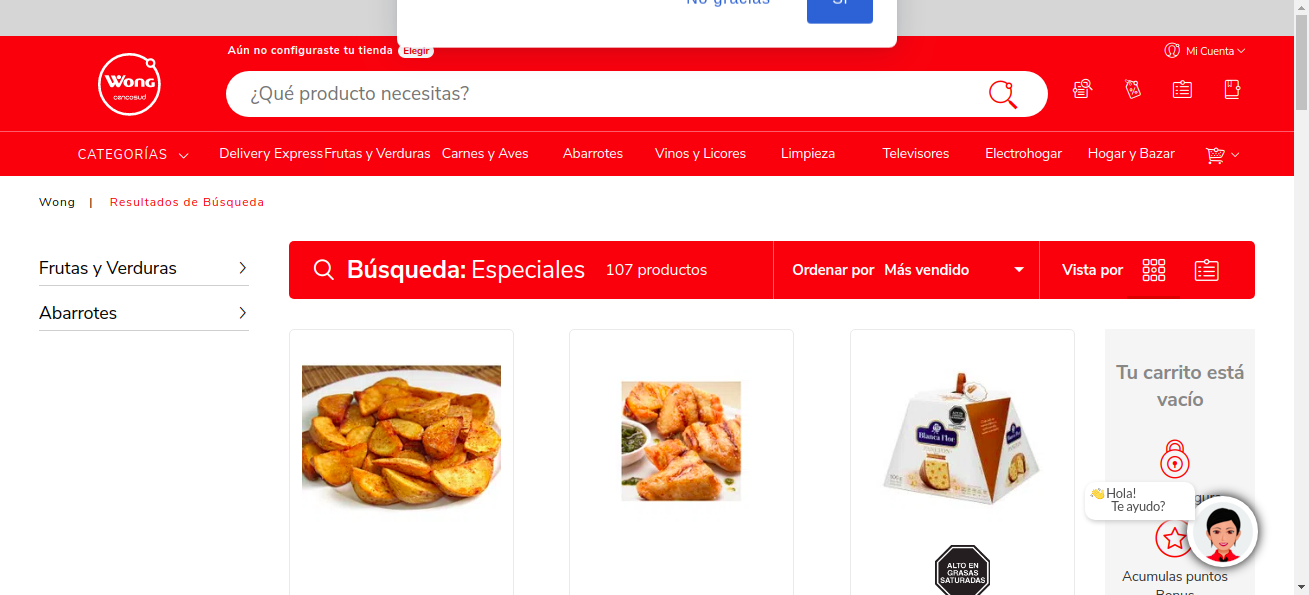 No gracias
SÍ
Aún no configuraste tu tienda Elegir
Mi Cuenta
Wong
cencosud
¿Qué producto necesitas?
CATEGORÍAS
Delivery Express Frutas y Verduras Carnes y Aves Abarrotes Vinos y Licores Limpieza Televisores Electrohogar Hogar y Bazar
Wong | Resultados de Búsqueda
Frutas y Verduras
Abarrotes
Búsqueda: Especiales 107 productos
Ordenar por Más vendido
Vista por
Blanca Flor
ALTO EN
GRASAS
SATURADAS
Tu carrito está
vacío
Hola!
Te ayudo?
Acumulas puntos
Bonus